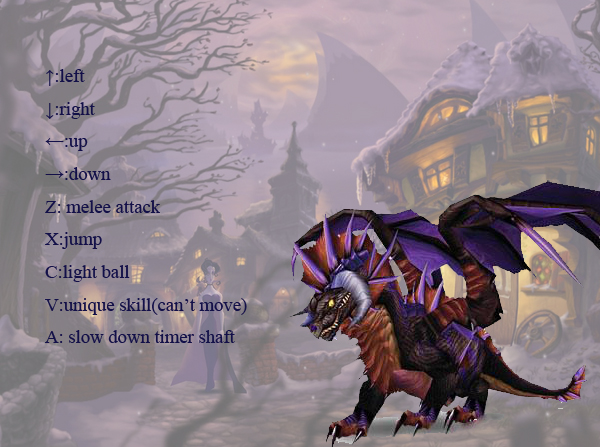 ↑:left
↓:right
←:up
→:down
Z: melee attack
X:jump
C:light ball
V:unique skill(can’t move)
A: slow down timer shaft